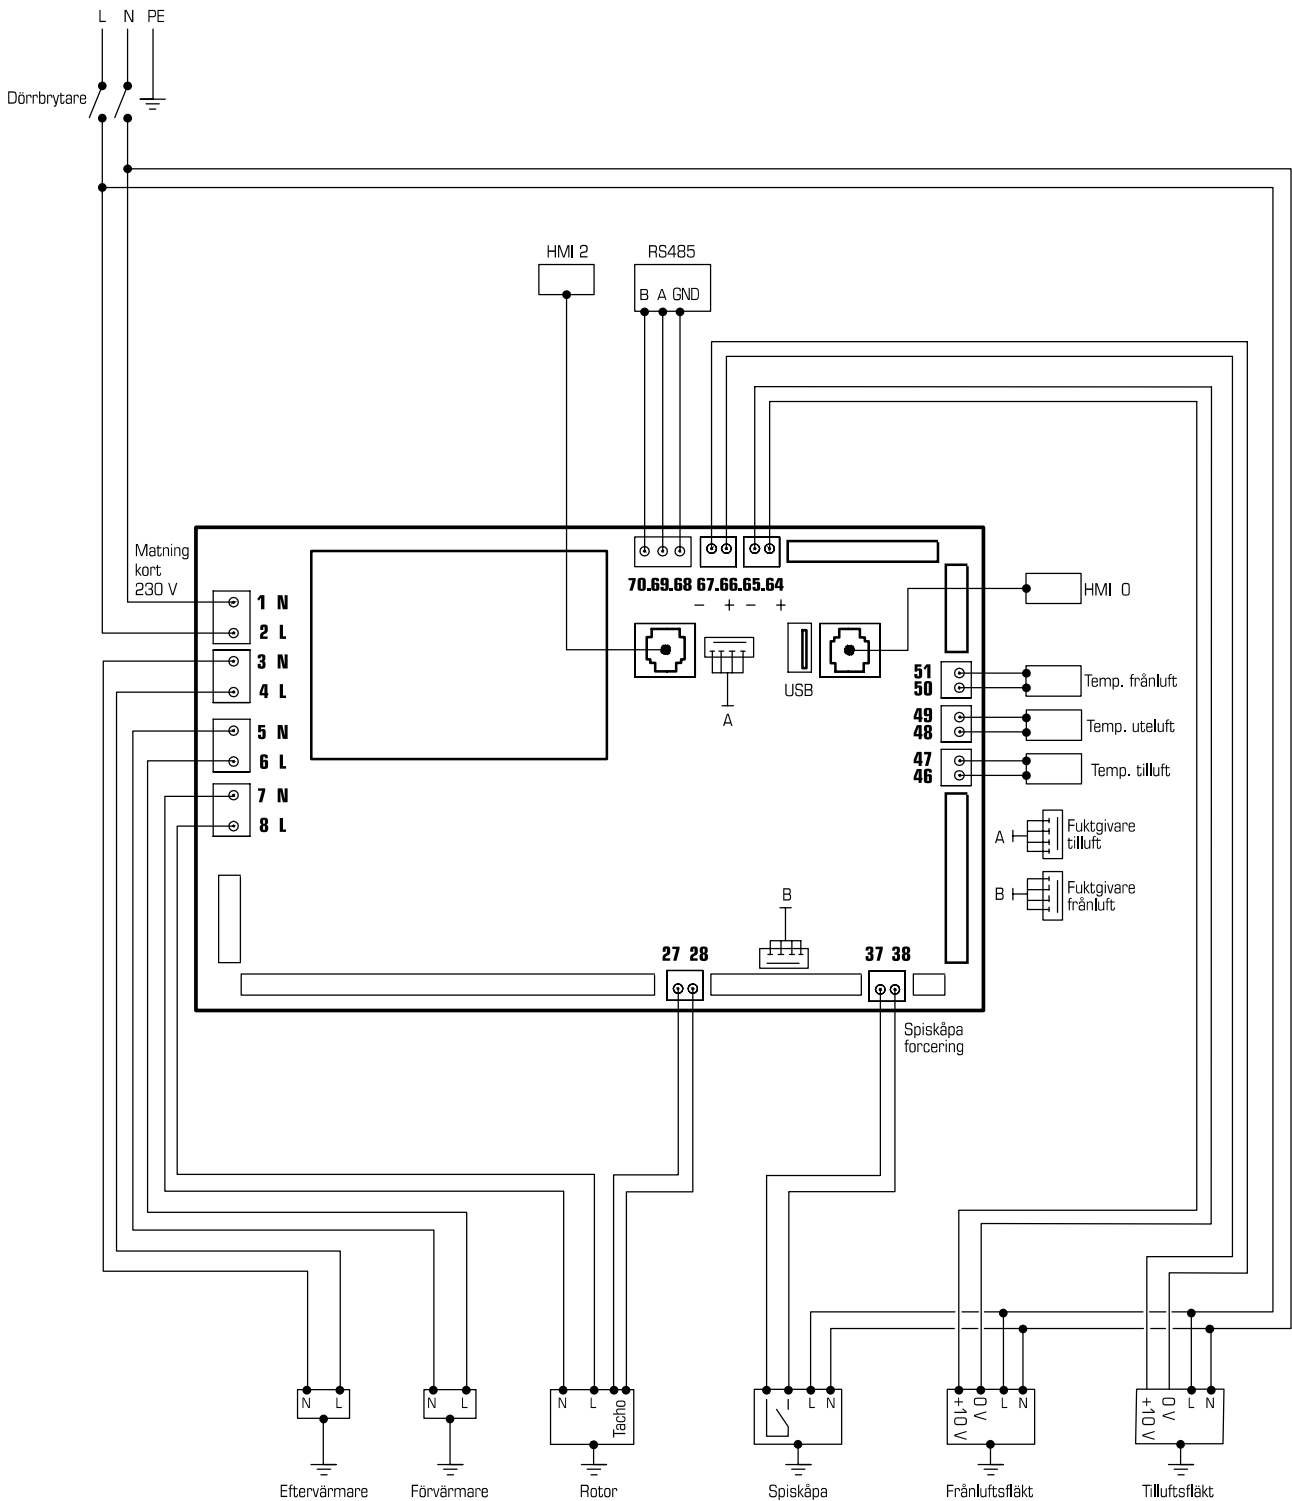 L N PE
Dörrbrytare
HMI 2
RS485
B A GND
Matning
kort
230 V
70.69.68 67.66.65.64
- + - +
1 N
2 L
3 N
4 L
5 N
6 L
7 N
8 L
HMI 0
USB
A
51
50
Temp. frånluft
49
48
Temp. uteluft
47
46
Temp. tilluft
A
Fuktgivare
tilluft
B
Fuktgivare
frånluft
B
27 28
37 38
Spiskåpa
forcering
N L
N L
N L Tacho
L N
+10 V 0 V L N
+10 V 0 V L N
Eftervärmare
Förvärmare
Rotor
Spiskåpa
Frånluftsfläkt
Tilluftsfläkt